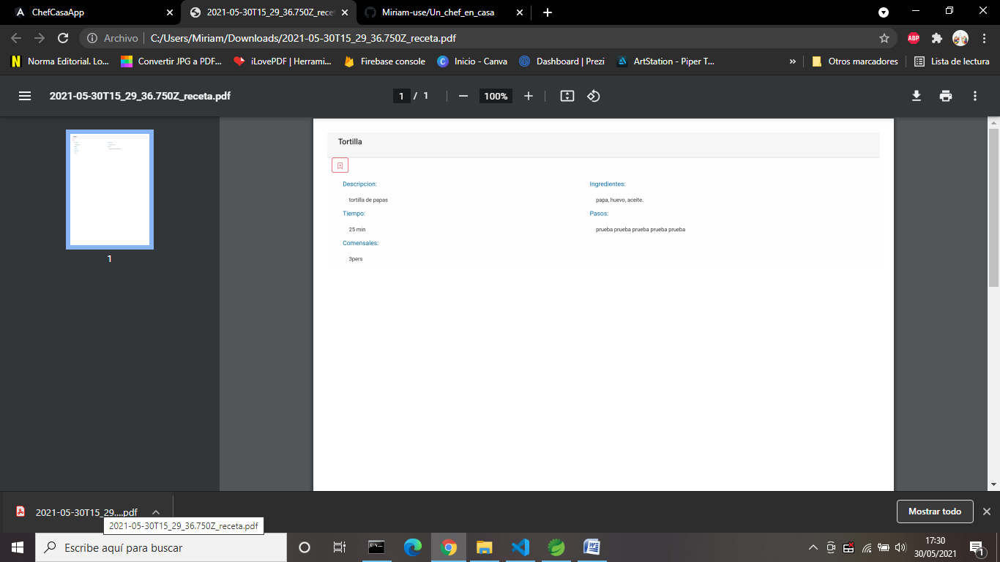 ChefCasaApp
2021-05-30T15_29_36.750Z_recet
Miriam-use/Un_chef_en_casa
Archivo C:/Users/Miriam/Downloads/2021-05-30T15_29_36.750Z_receta.pdf
ABP
N Norma Editorial. Lo...
Convertir JPG a PDF...
iLovePDF | Herrami...
Firebase console
C Inicio - Canva
Dashboard | Prezi
ArtStation - Piper T...
»
Otros marcadores
Lista de lectura
2021-05-30T15_29_36.750Z_receta.pdf
1 / 1
100%
1
Tortilla
Descripcion:
tortilla de papas
Tiempo:
25 min
Comensales:
3pers
Ingredientes:
papa, huevo, aceite.
Pasos:
prueba prueba prueba prueba prueba
2021-05-30T15_29....pdf
Mostrar todo
2021-05-30T15_29_36.750Z_receta.pdf
Escribe aquí para buscar
17:30
30/05/2021
1